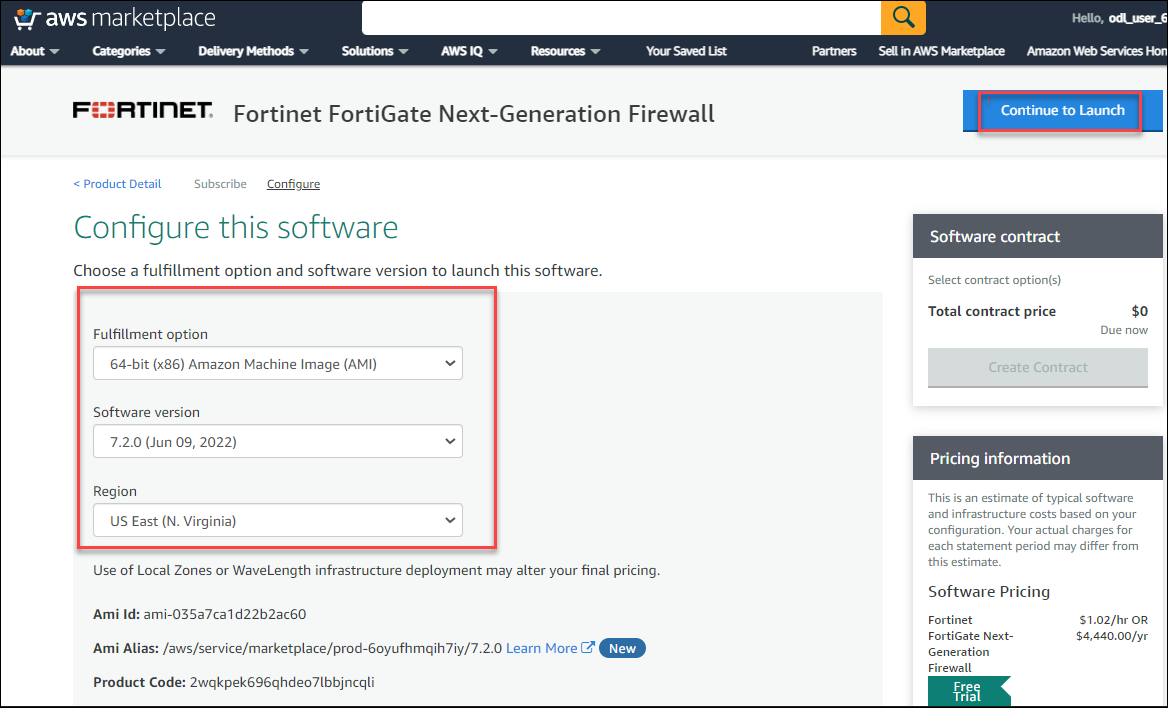 aws marketplace
Hello, odl_user_6
About
Categories
Delivery Methods
Solutions
AWS IQ
Resources
Your Saved List
Partners
Sell in AWS Marketplace
Amazon Web Services Hom
FORTINET.
Fortinet FortiGate Next-Generation Firewall
Continue to Launch
< Product Detail
Subscribe
Configure
Configure this software
Choose a fulfillment option and software version to launch this software.
Fulfillment option
64-bit (x86) Amazon Machine Image (AMI)
Software version
7.2.0 (Jun 09, 2022)
Region
US East (N. Virginia)
Use of Local Zones or WaveLength infrastructure deployment may alter your final pricing.
Ami Id: ami-035a7ca1d22b2ac60
Ami Alias: /aws/service/marketplace/prod-6oyufhmqih7iy/7.2.0 Learn More New
Product Code: 2wqkpek696qhdeo7lbbjncqli
Software contract
Select contract option(s)
Total contract price $0
Due now
Create Contract
Pricing information
This is an estimate of typical software
and infrastructure costs based on your
configuration. Your actual charges for
each statement period may differ from
this estimate.
Software Pricing
Fortinet $1.02/hr OR
FortiGate Next- $4,440.00/yr
Generation
Firewall
Free
Trial